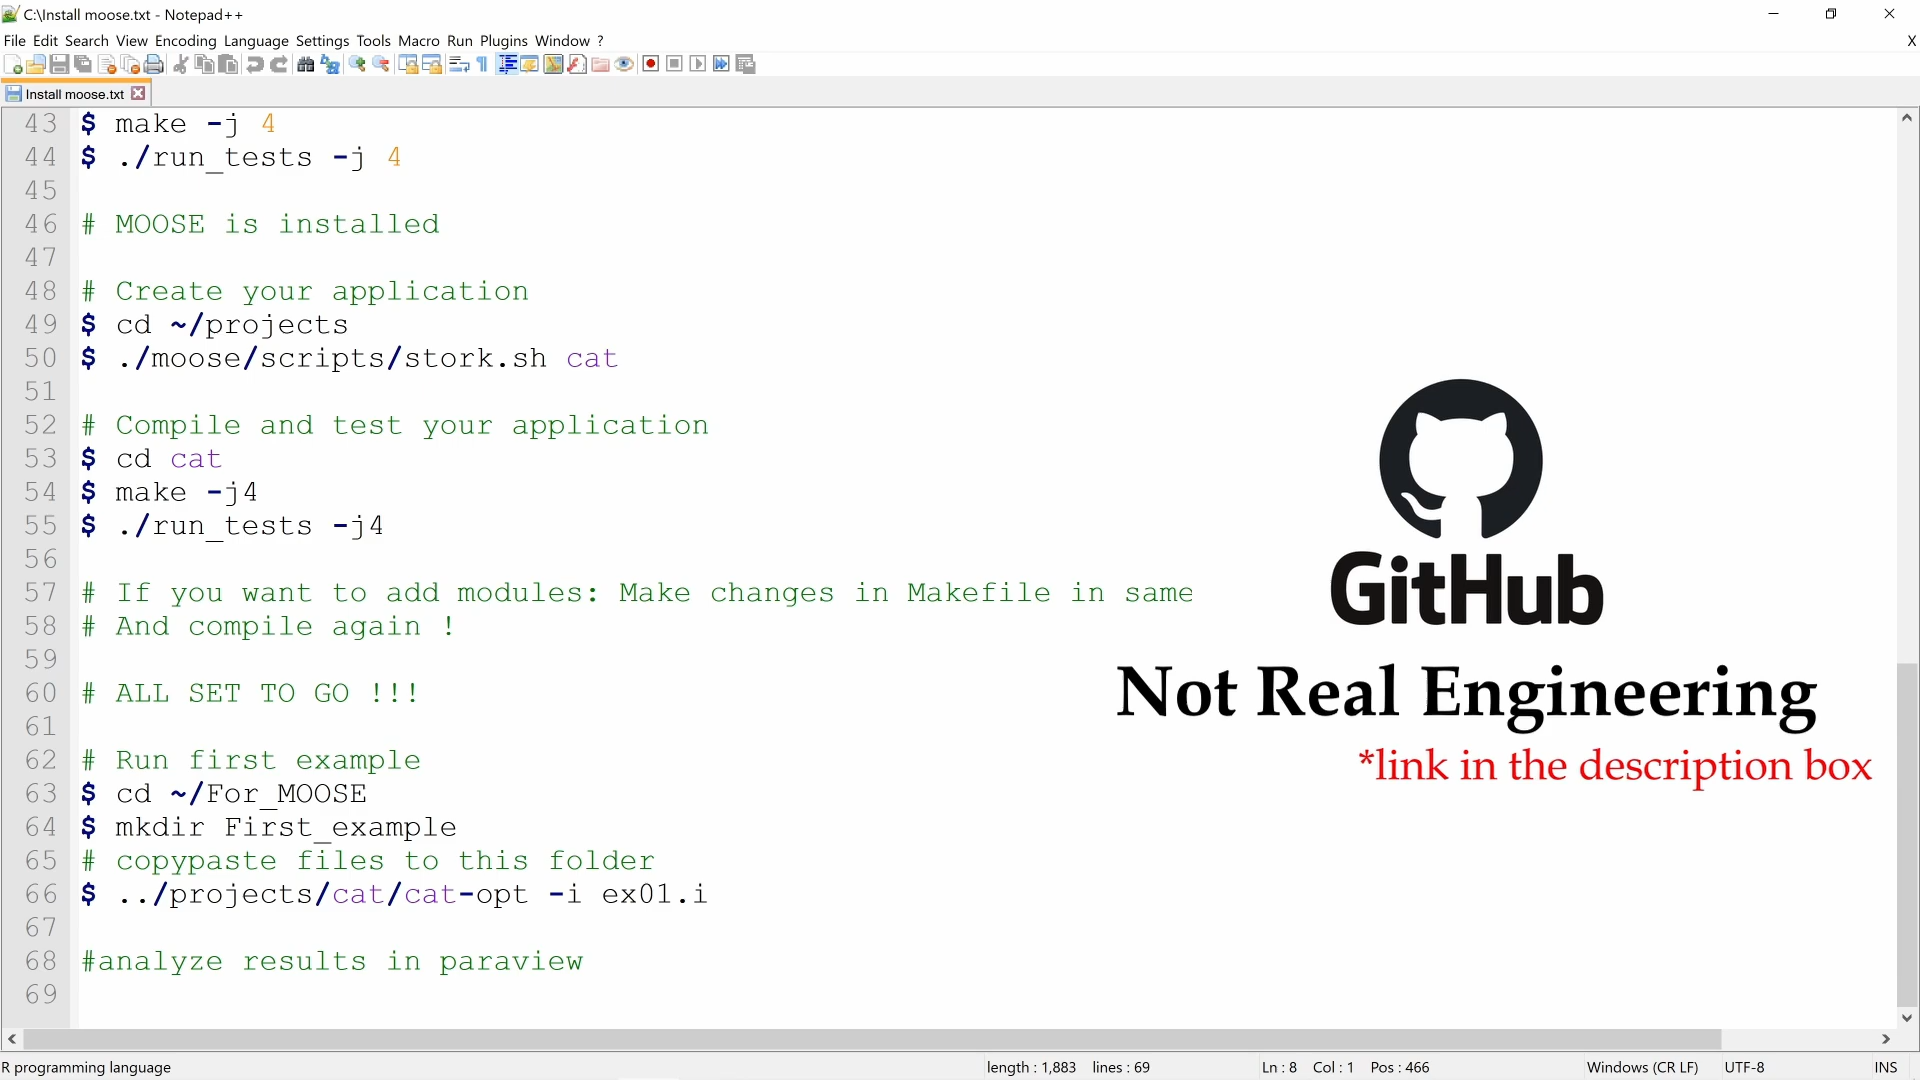 C:\Install moose.txt - Notepad++
File Edit Search View Encoding Language Settings Tools Macro Run Plugins Window ?
X
Install moose.txt
43 $ make -j 4
44 $ ./run_tests -j 4
45
46 # MOOSE is installed
47
48 # Create your application
49 $ cd ~/projects
50 $ ./moose/scripts/stork.sh cat
51
52 # Compile and test your application
53 $ cd cat
54 $ make -j4
55 $ ./run_tests -j4
56
57 # If you want to add modules: Make changes in Makefile in same
58 # And compile again !
59
60 # ALL SET TO GO !!!
61
62 # Run first example
63 $ cd ~/For_MOOSE
64 $ mkdir First_example
65 # copypaste files to this folder
66 $ ../projects/cat/cat-opt -i ex01.i
67
68 #analyze results in paraview
69
GitHub
Not Real Engineering
*link in the description box
R programming language length : 1,883 lines : 69 Ln : 8 Col : 1 Pos : 466 Windows (CR LF) UTF-8 INS